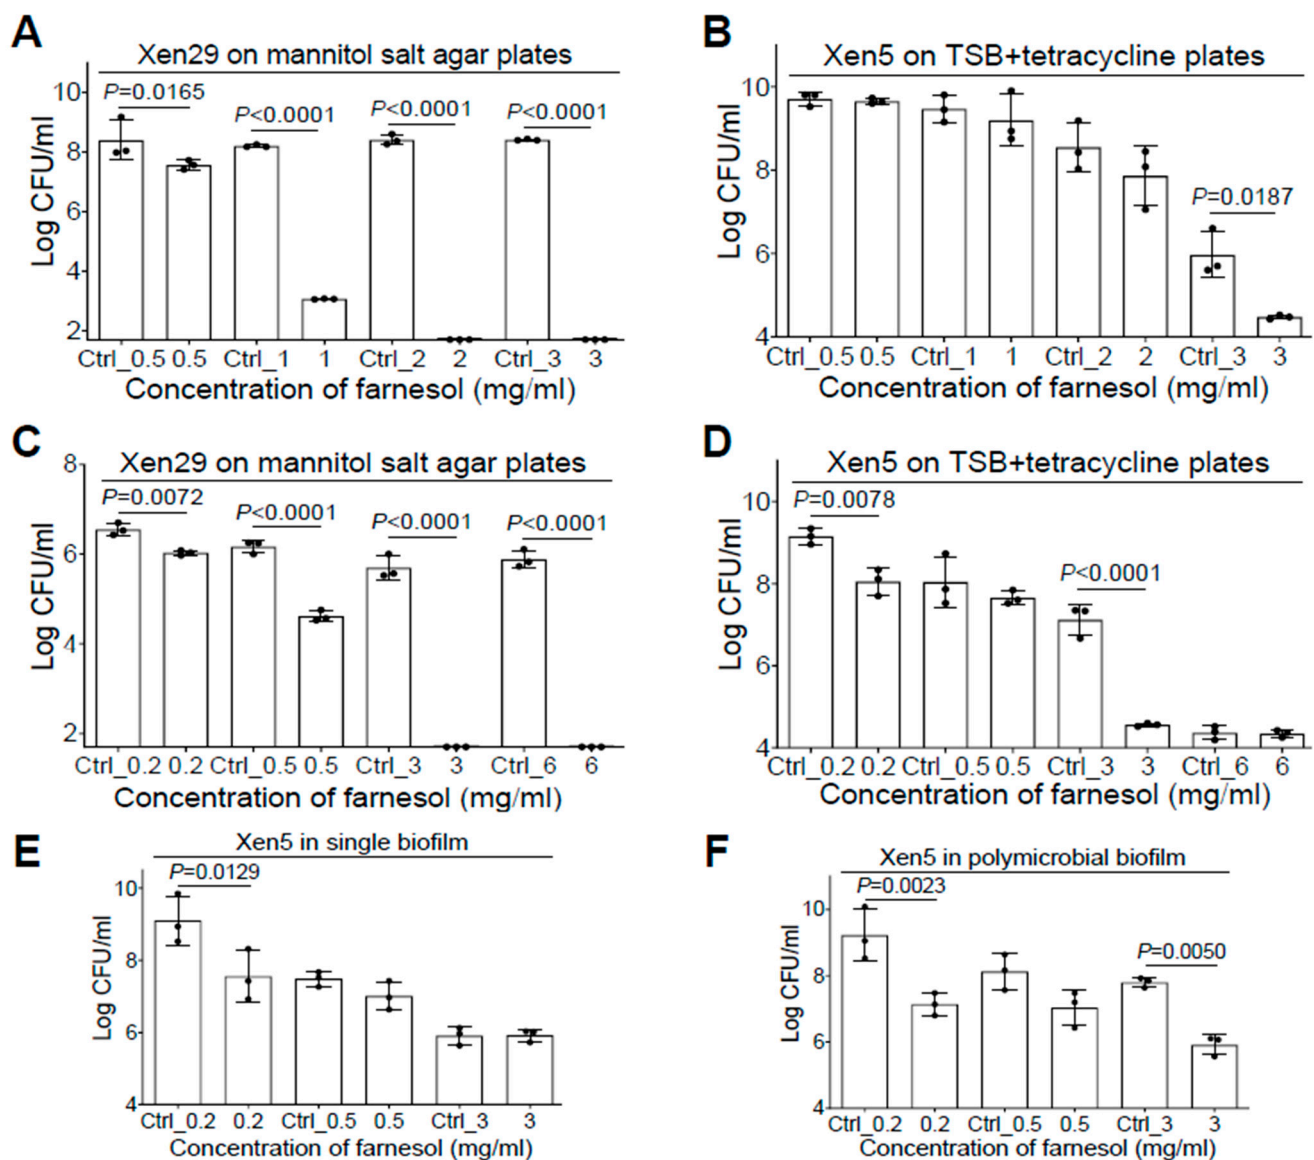 A
Xen29 on mannitol salt agar plates
P=0.0165
P<0.0001
P<0.0001
P<0.0001
Log CFU/ml
10
8
6
4
2
Ctrl_0.5 0.5 Ctrl_1 1 Ctrl_2 2 Ctrl_3 3
Concentration of farnesol (mg/ml)
B
Xen5 on TSB+tetracycline plates
P=0.0187
Log CFU/ml
10
8
6
4
Ctrl_0.5 0.5 Ctrl_1 1 Ctrl_2 2 Ctrl_3 3
Concentration of farnesol (mg/ml)
C
Xen29 on mannitol salt agar plates
P=0.0072
P<0.0001
P<0.0001
P<0.0001
Log CFU/ml
8
6
4
2
Ctrl_0.2 0.2 Ctrl_0.5 0.5 Ctrl_3 3 Ctrl_6 6
Concentration of farnesol (mg/ml)
D
Xen5 on TSB+tetracycline plates
P=0.0078
P<0.0001
Log CFU/ml
10
8
6
4
Ctrl_0.2 0.2 Ctrl_0.5 0.5 Ctrl_3 3 Ctrl_6 6
Concentration of farnesol (mg/ml)
E
Xen5 in single biofilm
P=0.0129
Log CFU/ml
10
8
6
4
Ctrl_0.2 0.2 Ctrl_0.5 0.5 Ctrl_3 3
Concentration of farnesol (mg/ml)
F
Xen5 in polymicrobial biofilm
P=0.0023
P=0.0050
Log CFU/ml
10
8
6
4
Ctrl_0.2 0.2 Ctrl_0.5 0.5 Ctrl_3 3
Concentration of farnesol (mg/ml)